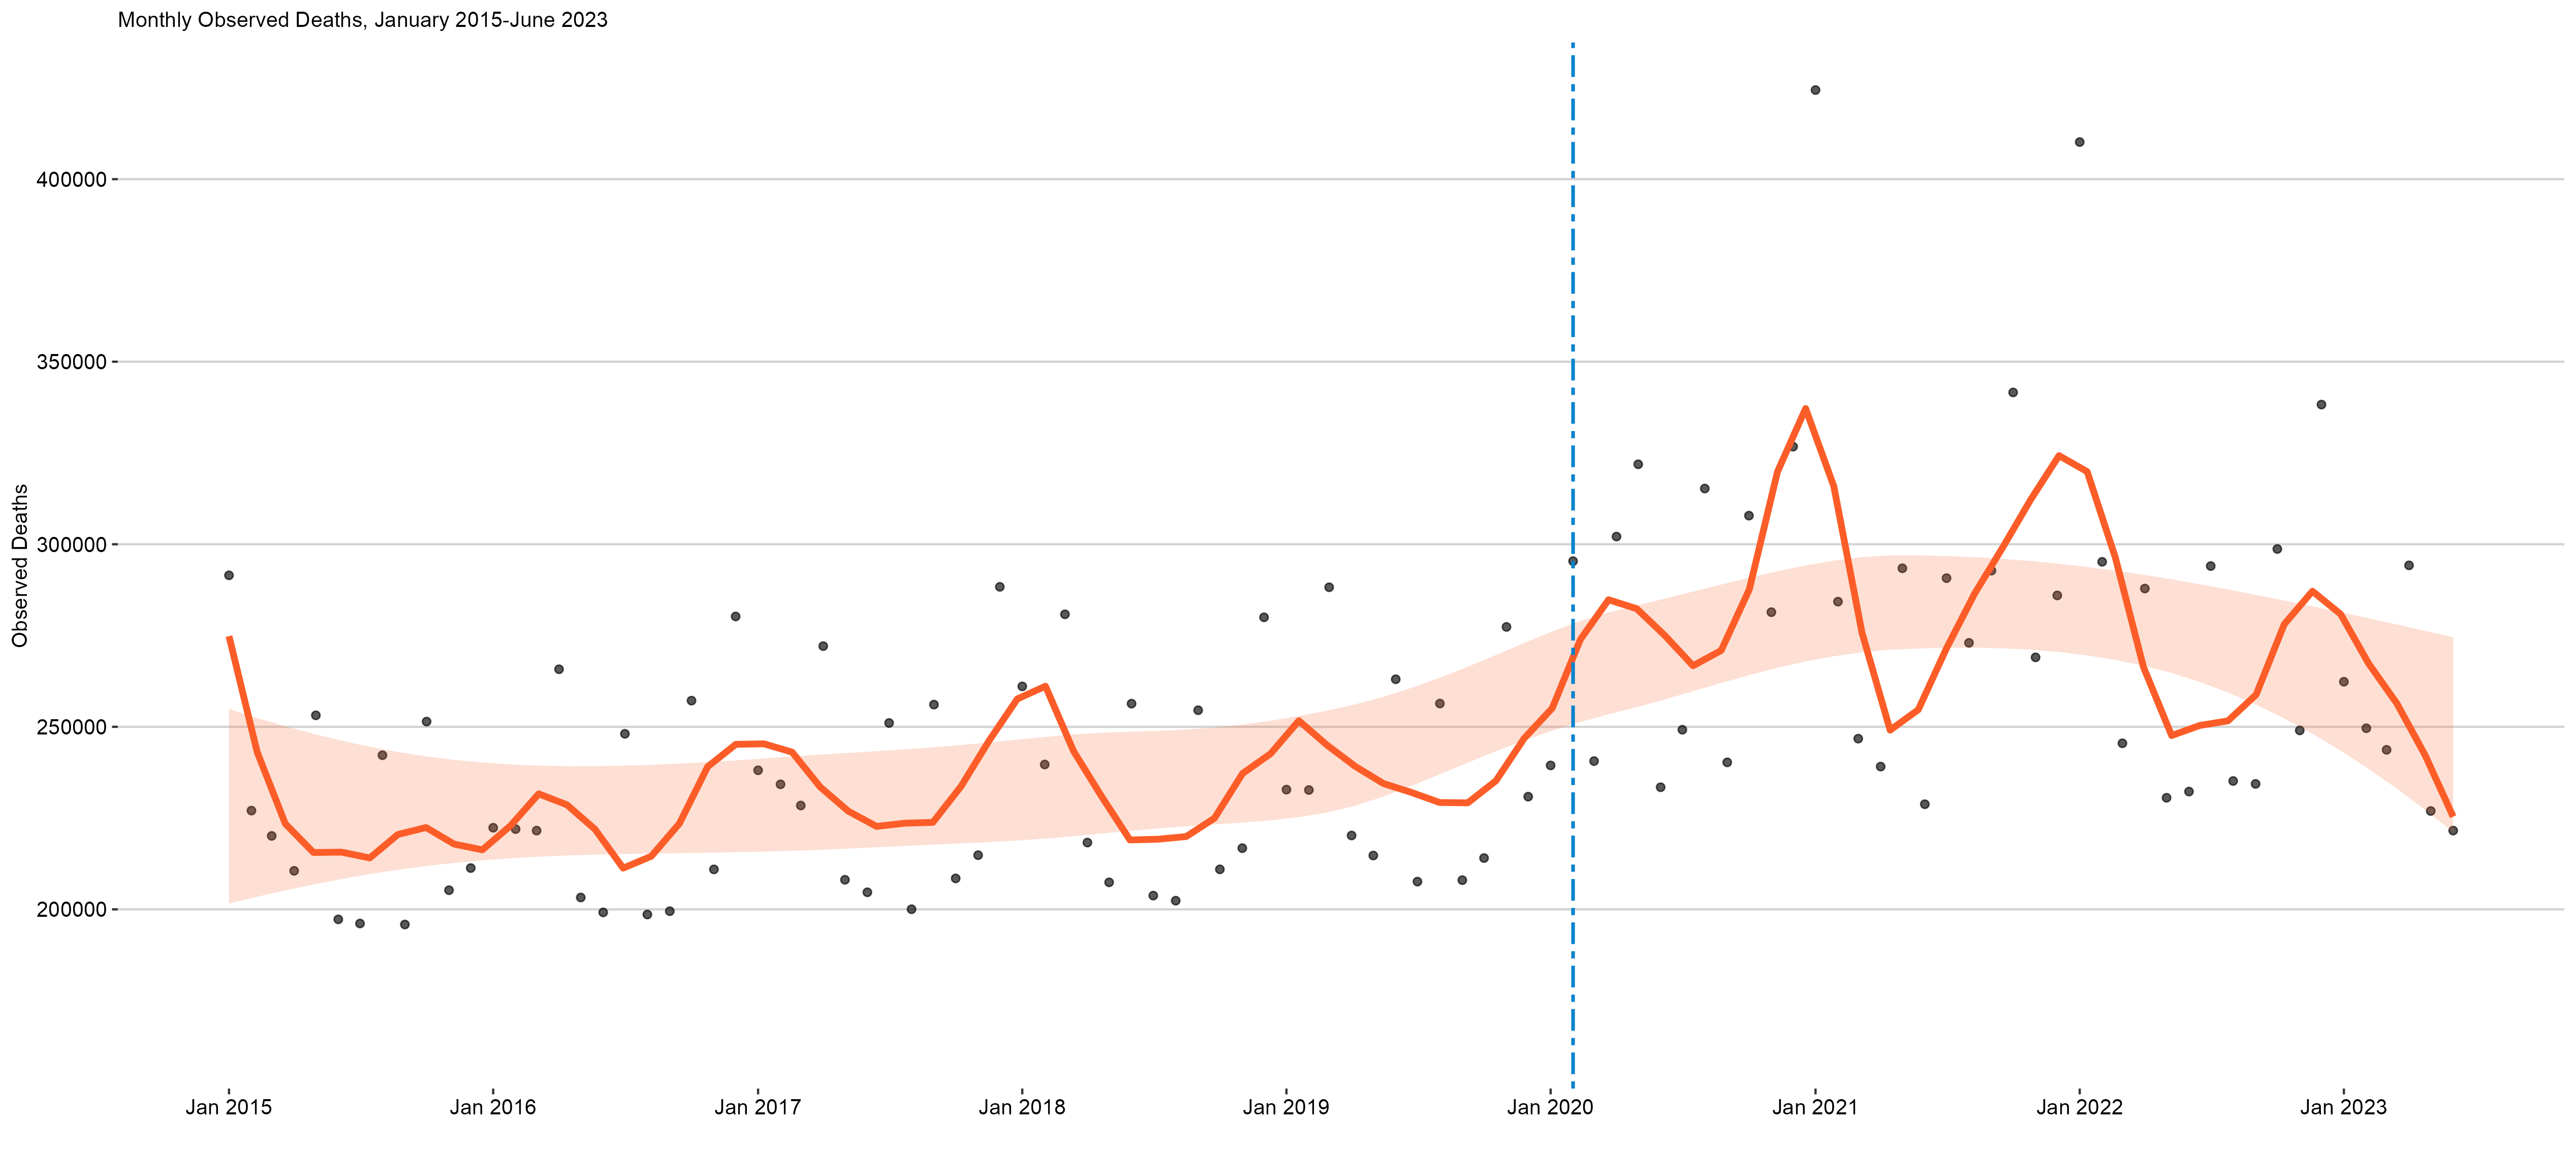 Monthly Observed Deaths, January 2015-June 2023
Observed Deaths
400000
350000
300000
250000
200000
Jan 2015
Jan 2016
Jan 2017
Jan 2018
Jan 2019
Jan 2020
Jan 2021
Jan 2022
Jan 2023